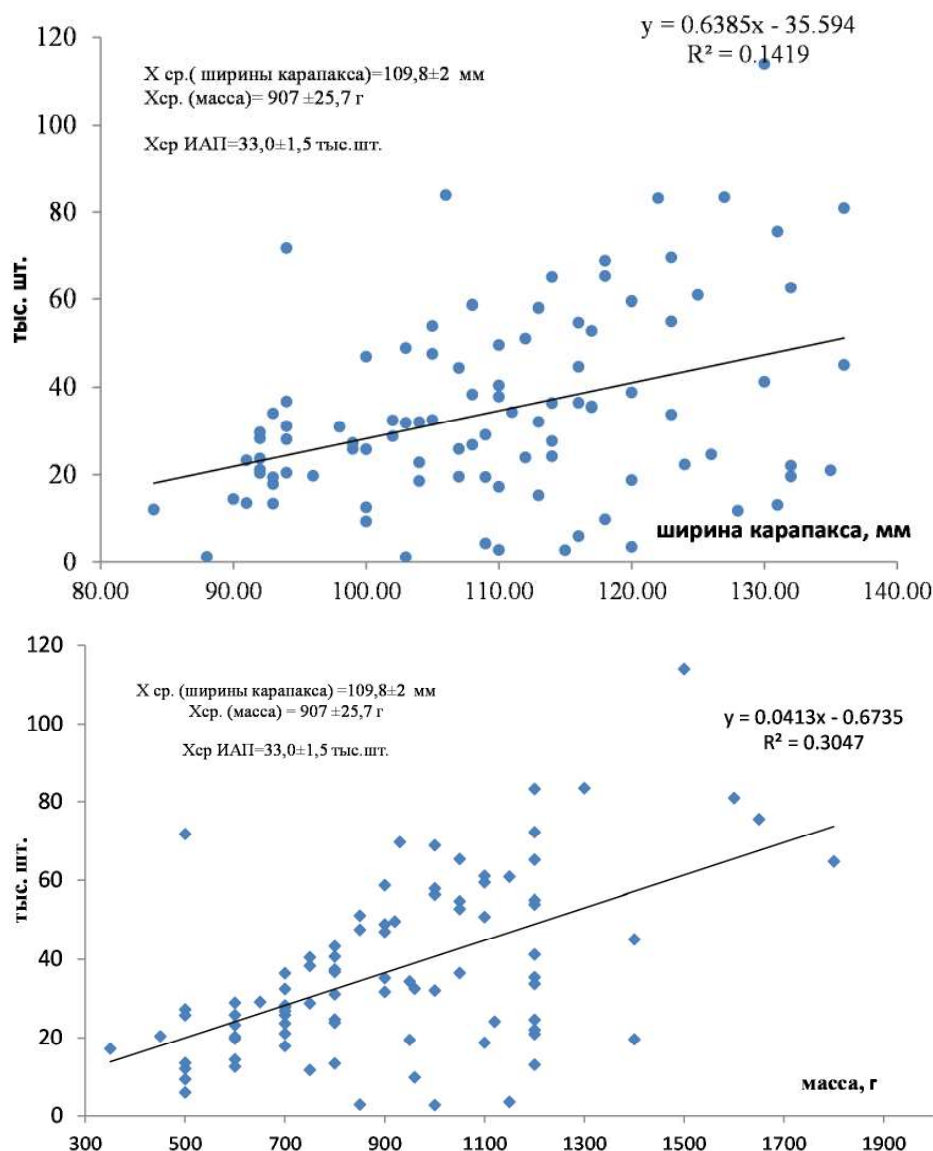 y = 0.6385x - 35.594
R² = 0.1419
120
X ср.( ширины карапакса)=109,8±2 мм
Xср. (масса)= 907 ±25,7 г
Xср ИАП=33,0±1,5 тыс.шт.
100
80
60
40
20
0
тыс. шт.
ширина карапакса, мм
80.00 90.00 100.00 110.00 120.00 130.00 140.00
120
X ср. (ширины карапакса) =109,8±2 мм
Xср. (масса) = 907 ±25,7 г
Xср ИАП=33,0±1,5 тыс.шт.
y = 0.0413x - 0.6735
R² = 0.3047
100
80
60
40
20
0
тыс. шт.
масса, г
300 500 700 900 1100 1300 1500 1700 1900